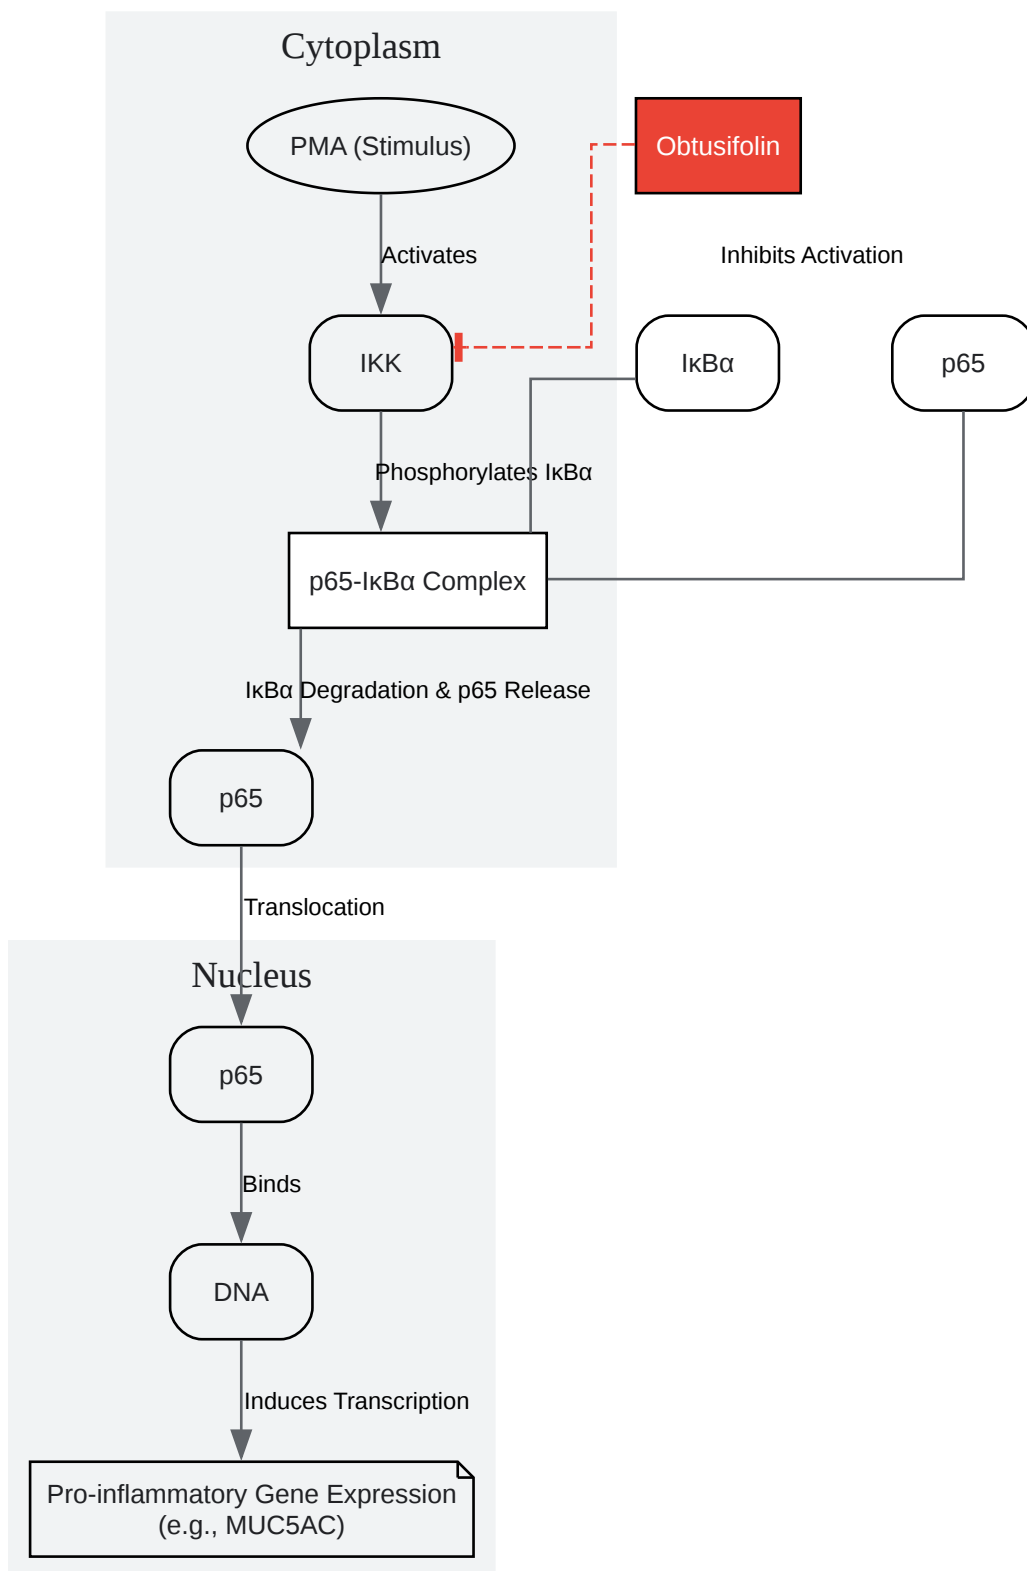 Cytoplasm
PMA (Stimulus)
Obtusifolin
Activates
Inhibits Activation
IKK
IκBα
p65
Phosphorylates IκBα
p65-IκBα Complex
IκBα Degradation & p65 Release
p65
Translocation
Nucleus
p65
Binds
DNA
Induces Transcription
Pro-inflammatory Gene Expression
(e.g., MUC5AC)